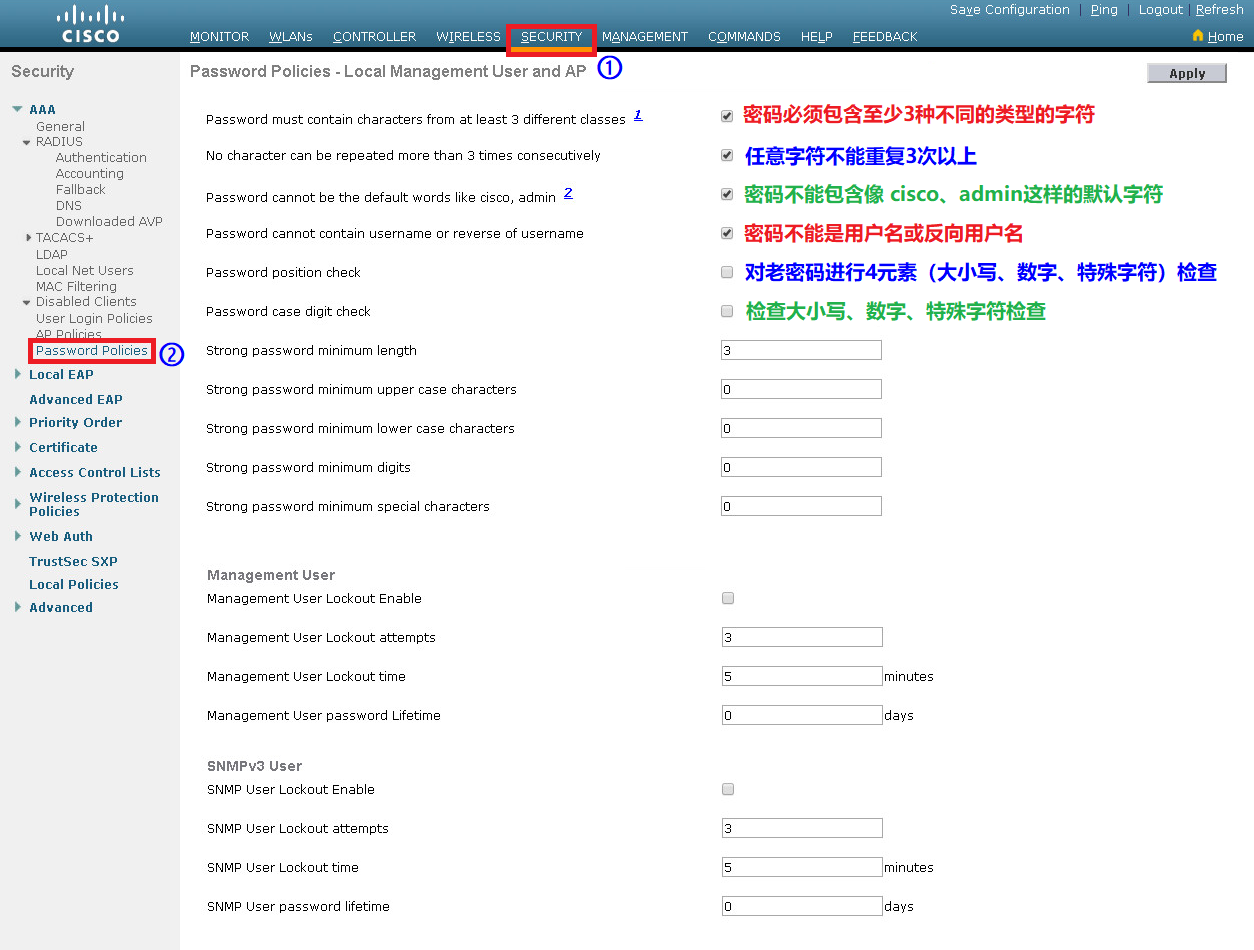 Save Configuration | Ping | Logout | Refresh
CISCO
MONITOR WLANs CONTROLLER WIRELESS SECURITY MANAGEMENT COMMANDS HELP FEEDBACK Home
Security
Password Policies - Local Management User and AP ①
Apply
AAA
General
RADIUS
Authentication
Accounting
Fallback
DNS
Downloaded AVP
TACACS+
LDAP
Local Net Users
MAC Filtering
Disabled Clients
User Login Policies
AP Policies
Password Policies ②
Local EAP
Advanced EAP
Priority Order
Certificate
Access Control Lists
Wireless Protection
Policies
Web Auth
TrustSec SXP
Local Policies
Advanced
Password must contain characters from at least 3 different classes 1 密码必须包含至少3种不同的类型的字符
No character can be repeated more than 3 times consecutively 任意字符不能重复3次以上
Password cannot be the default words like cisco, admin 2 密码不能包含像 cisco、admin这样的默认字符
Password cannot contain username or reverse of username 密码不能是用户名或反向用户名
Password position check 对老密码进行4元素（大小写、数字、特殊字符）检查
Password case digit check 检查大小写、数字、特殊字符检查
Strong password minimum length 3
Strong password minimum upper case characters 0
Strong password minimum lower case characters 0
Strong password minimum digits 0
Strong password minimum special characters 0
Management User
Management User Lockout Enable
Management User Lockout attempts 3
Management User Lockout time 5 minutes
Management User password Lifetime 0 days
SNMPv3 User
SNMP User Lockout Enable
SNMP User Lockout attempts 3
SNMP User Lockout time 5 minutes
SNMP User password lifetime 0 days